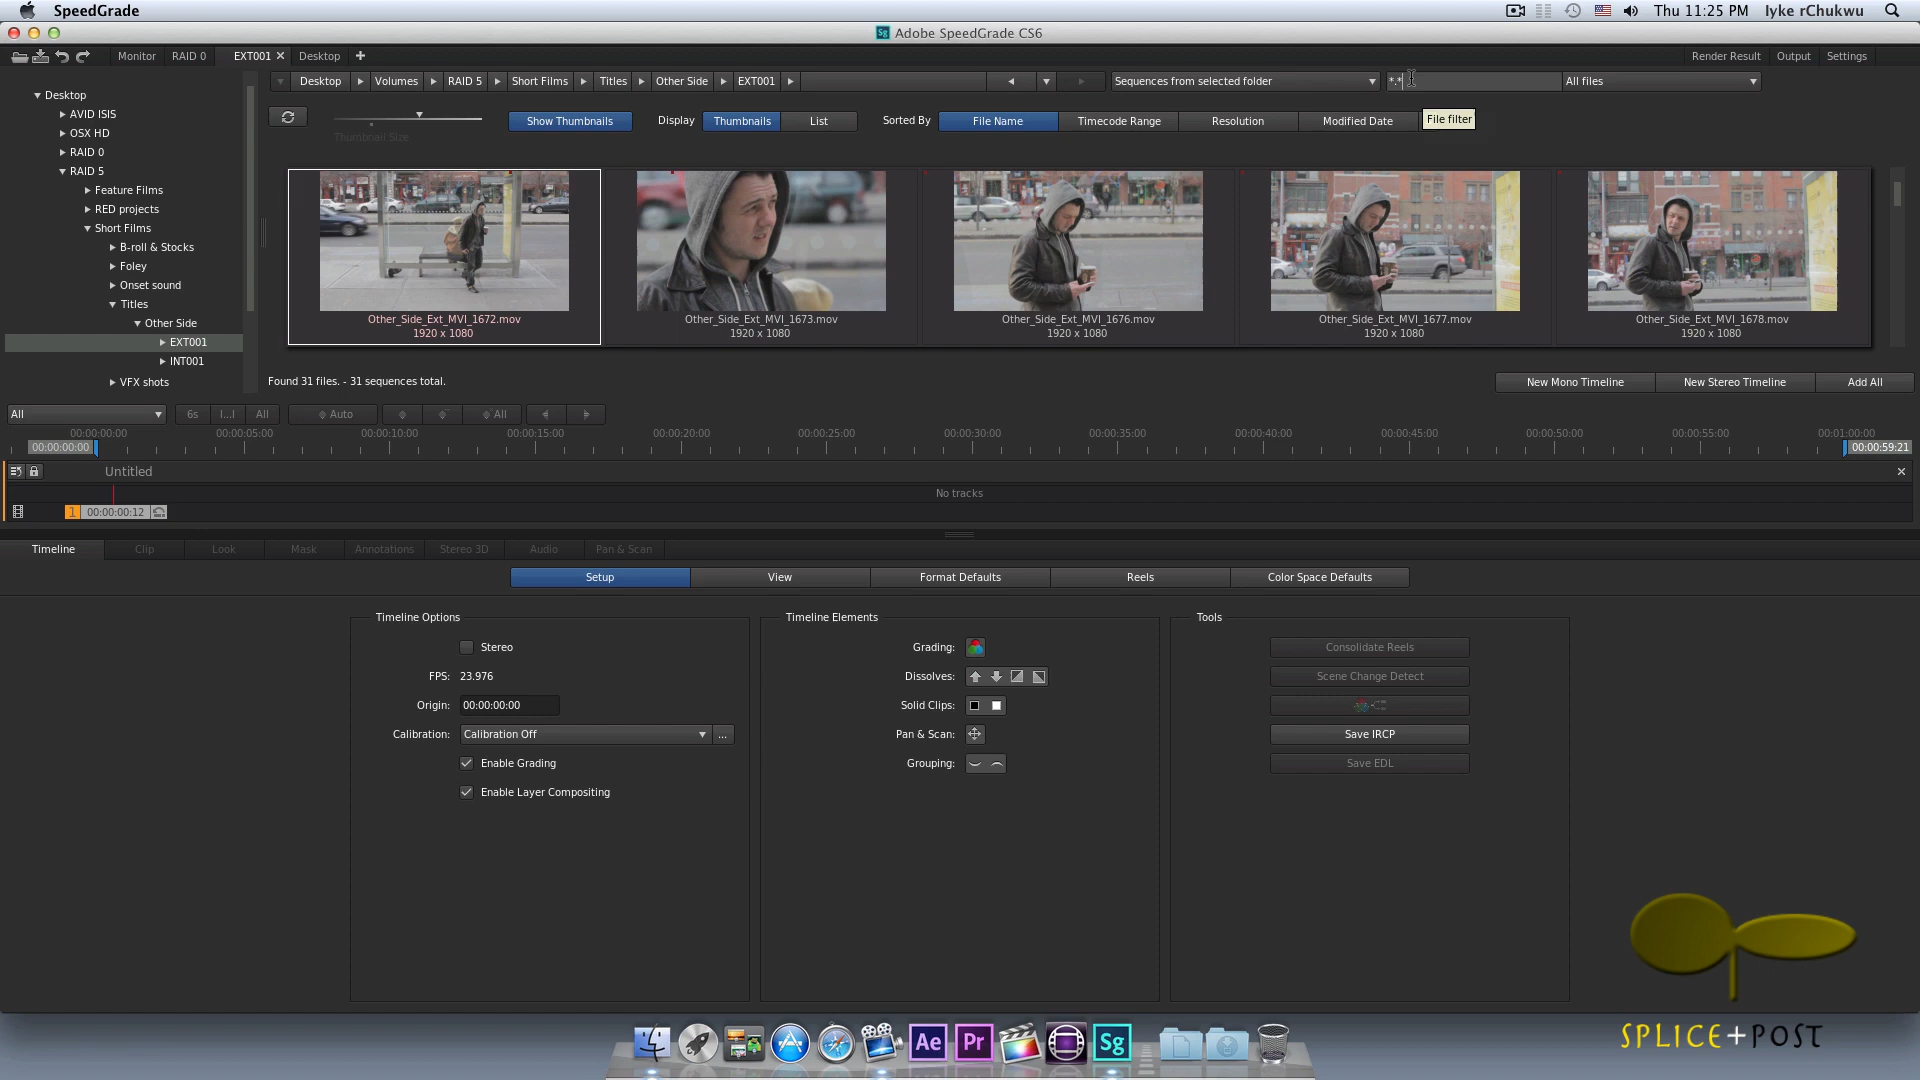 SpeedGrade
Thu 11:25 PM Iyke rChukwu
Sg Adobe SpeedGrade CS6
Monitor RAID 0 EXT001 Desktop
Render Result Output Settings
Desktop Volumes RAID 5 Short Films Titles Other Side EXT001
Sequences from selected folder *.* All files
Thumbnail Size
Show Thumbnails Display Thumbnails List Sorted By File Name Timecode Range Resolution Modified Date
File filter
Desktop
AVID ISIS
OSX HD
RAID 0
RAID 5
Feature Films
RED projects
Short Films
B-roll & Stocks
Foley
Onset sound
Titles
Other Side
EXT001
INT001
VFX shots
Other_Side_Ext_MVI_1672.mov
1920 x 1080
Other_Side_Ext_MVI_1673.mov
1920 x 1080
Other_Side_Ext_MVI_1676.mov
1920 x 1080
Other_Side_Ext_MVI_1677.mov
1920 x 1080
Other_Side_Ext_MVI_1678.mov
1920 x 1080
Found 31 files. - 31 sequences total.
New Mono Timeline New Stereo Timeline Add All
All 6s I...I All Auto All
00:00:00:00 00:00:05:00 00:00:10:00 00:00:15:00 00:00:20:00 00:00:25:00 00:00:30:00 00:00:35:00 00:00:40:00 00:00:45:00 00:00:50:00 00:00:55:00 00:01:00:00
00:00:00:00 00:00:59:21
Untitled
No tracks
1 00:00:00:12
Timeline Clip Look Mask Annotations Stereo 3D Audio Pan & Scan
Setup View Format Defaults Reels Color Space Defaults
Timeline Options
Stereo
FPS: 23.976
Origin: 00:00:00:00
Calibration: Calibration Off ...
Enable Grading
Enable Layer Compositing
Timeline Elements
Grading:
Dissolves:
Solid Clips:
Pan & Scan:
Grouping:
Tools
Consolidate Reels
Scene Change Detect
Save IRCP
Save EDL
Ae Pr Sg
SPLICE+POST